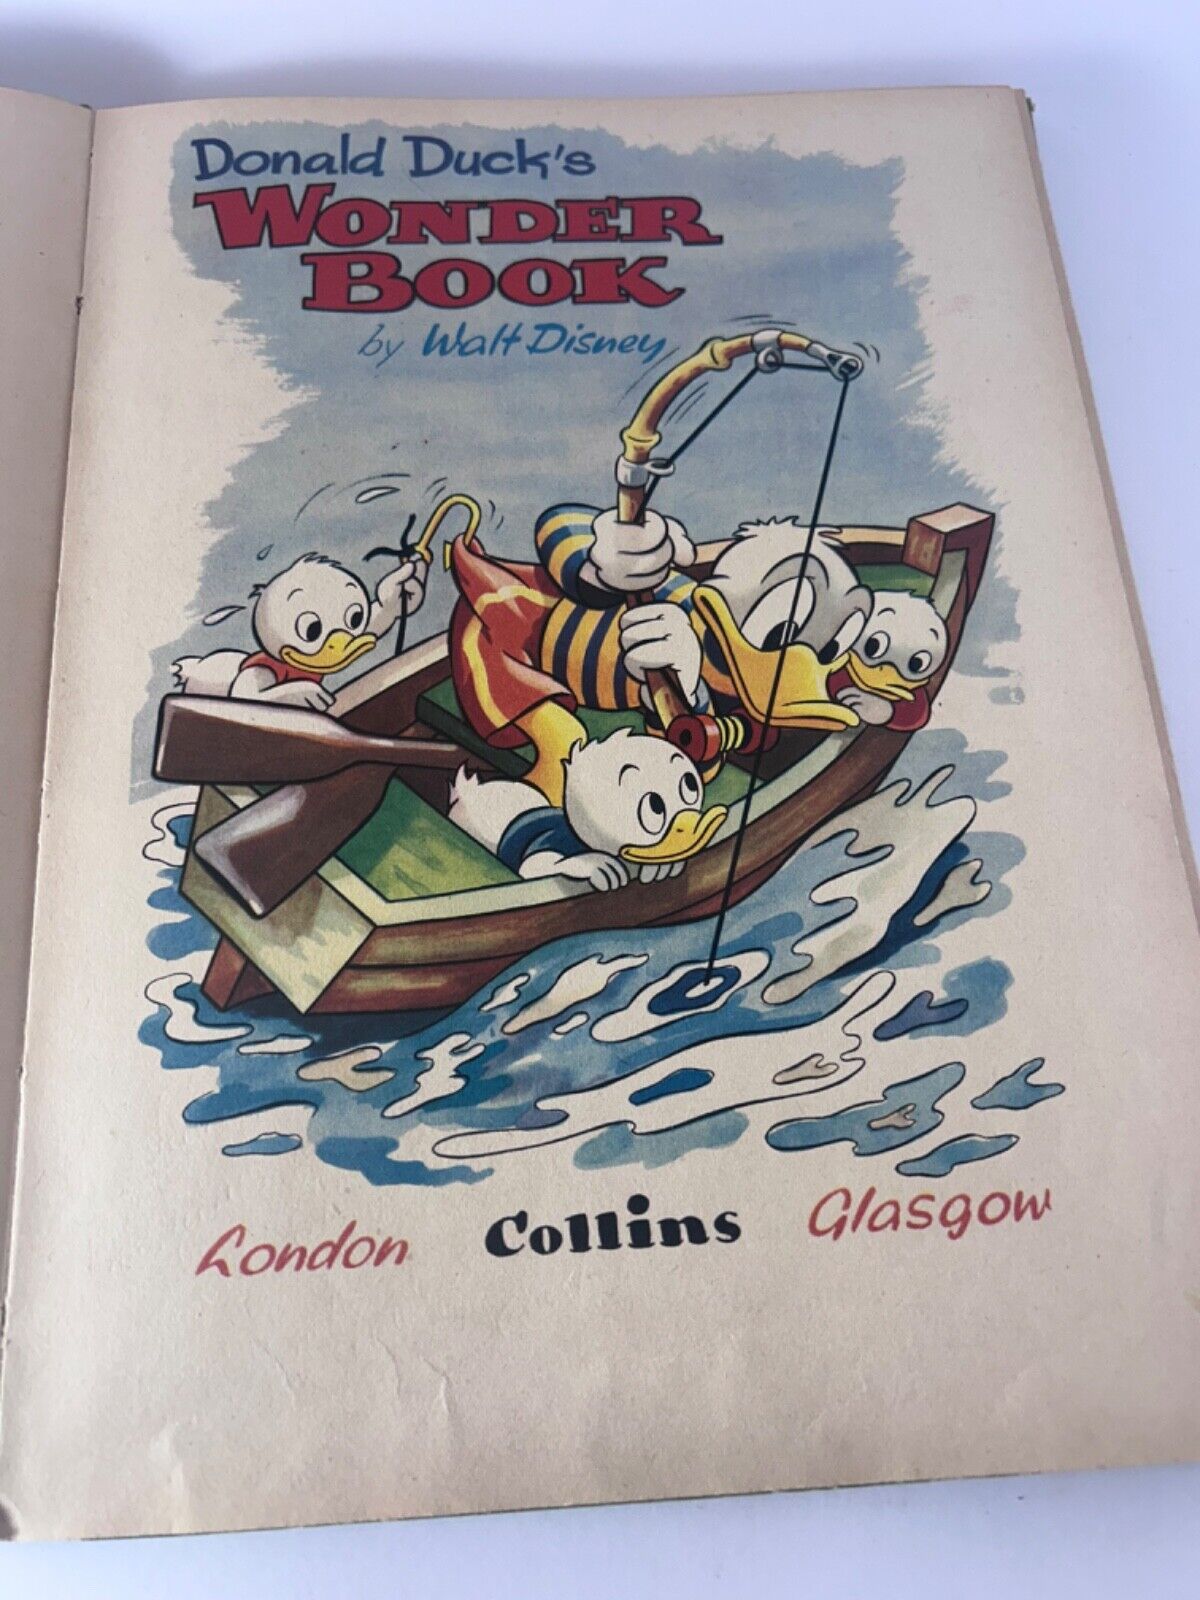 Donald Duck's
WONDER
BOOK
by Walt Disney
London Collins Glasgow